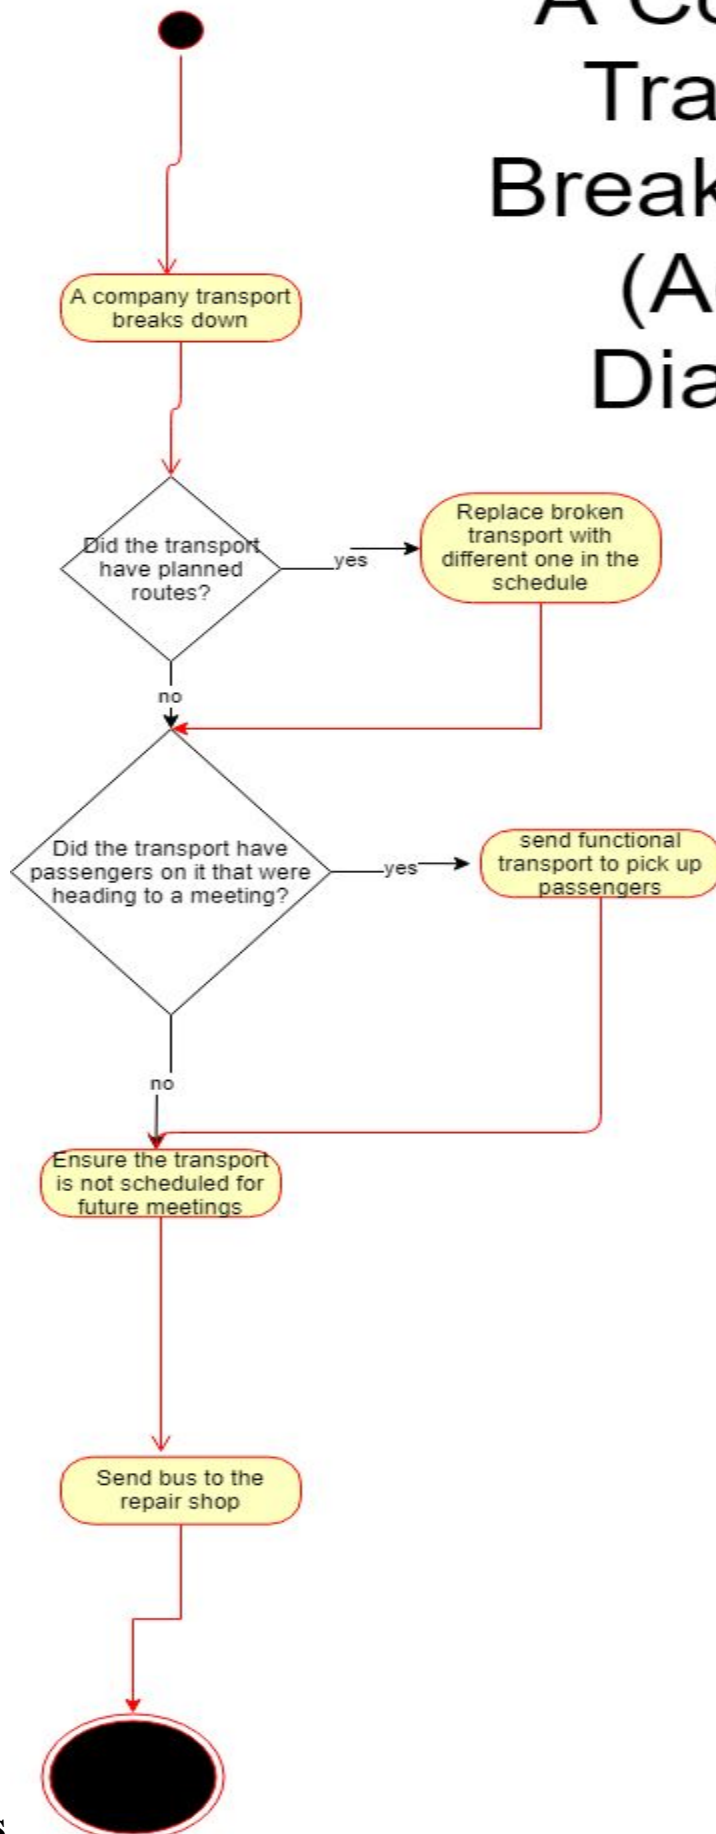 A Co
Tra
Break
(A
Dia
A company transport
breaks down
Did the transport
have planned
routes?
yes
Replace broken
transport with
different one in the
schedule
no
Did the transport have
passengers on it that were
heading to a meeting?
yes
send functional
transport to pick up
passengers
no
Ensure the transport
is not scheduled for
future meetings
Send bus to the
repair shop